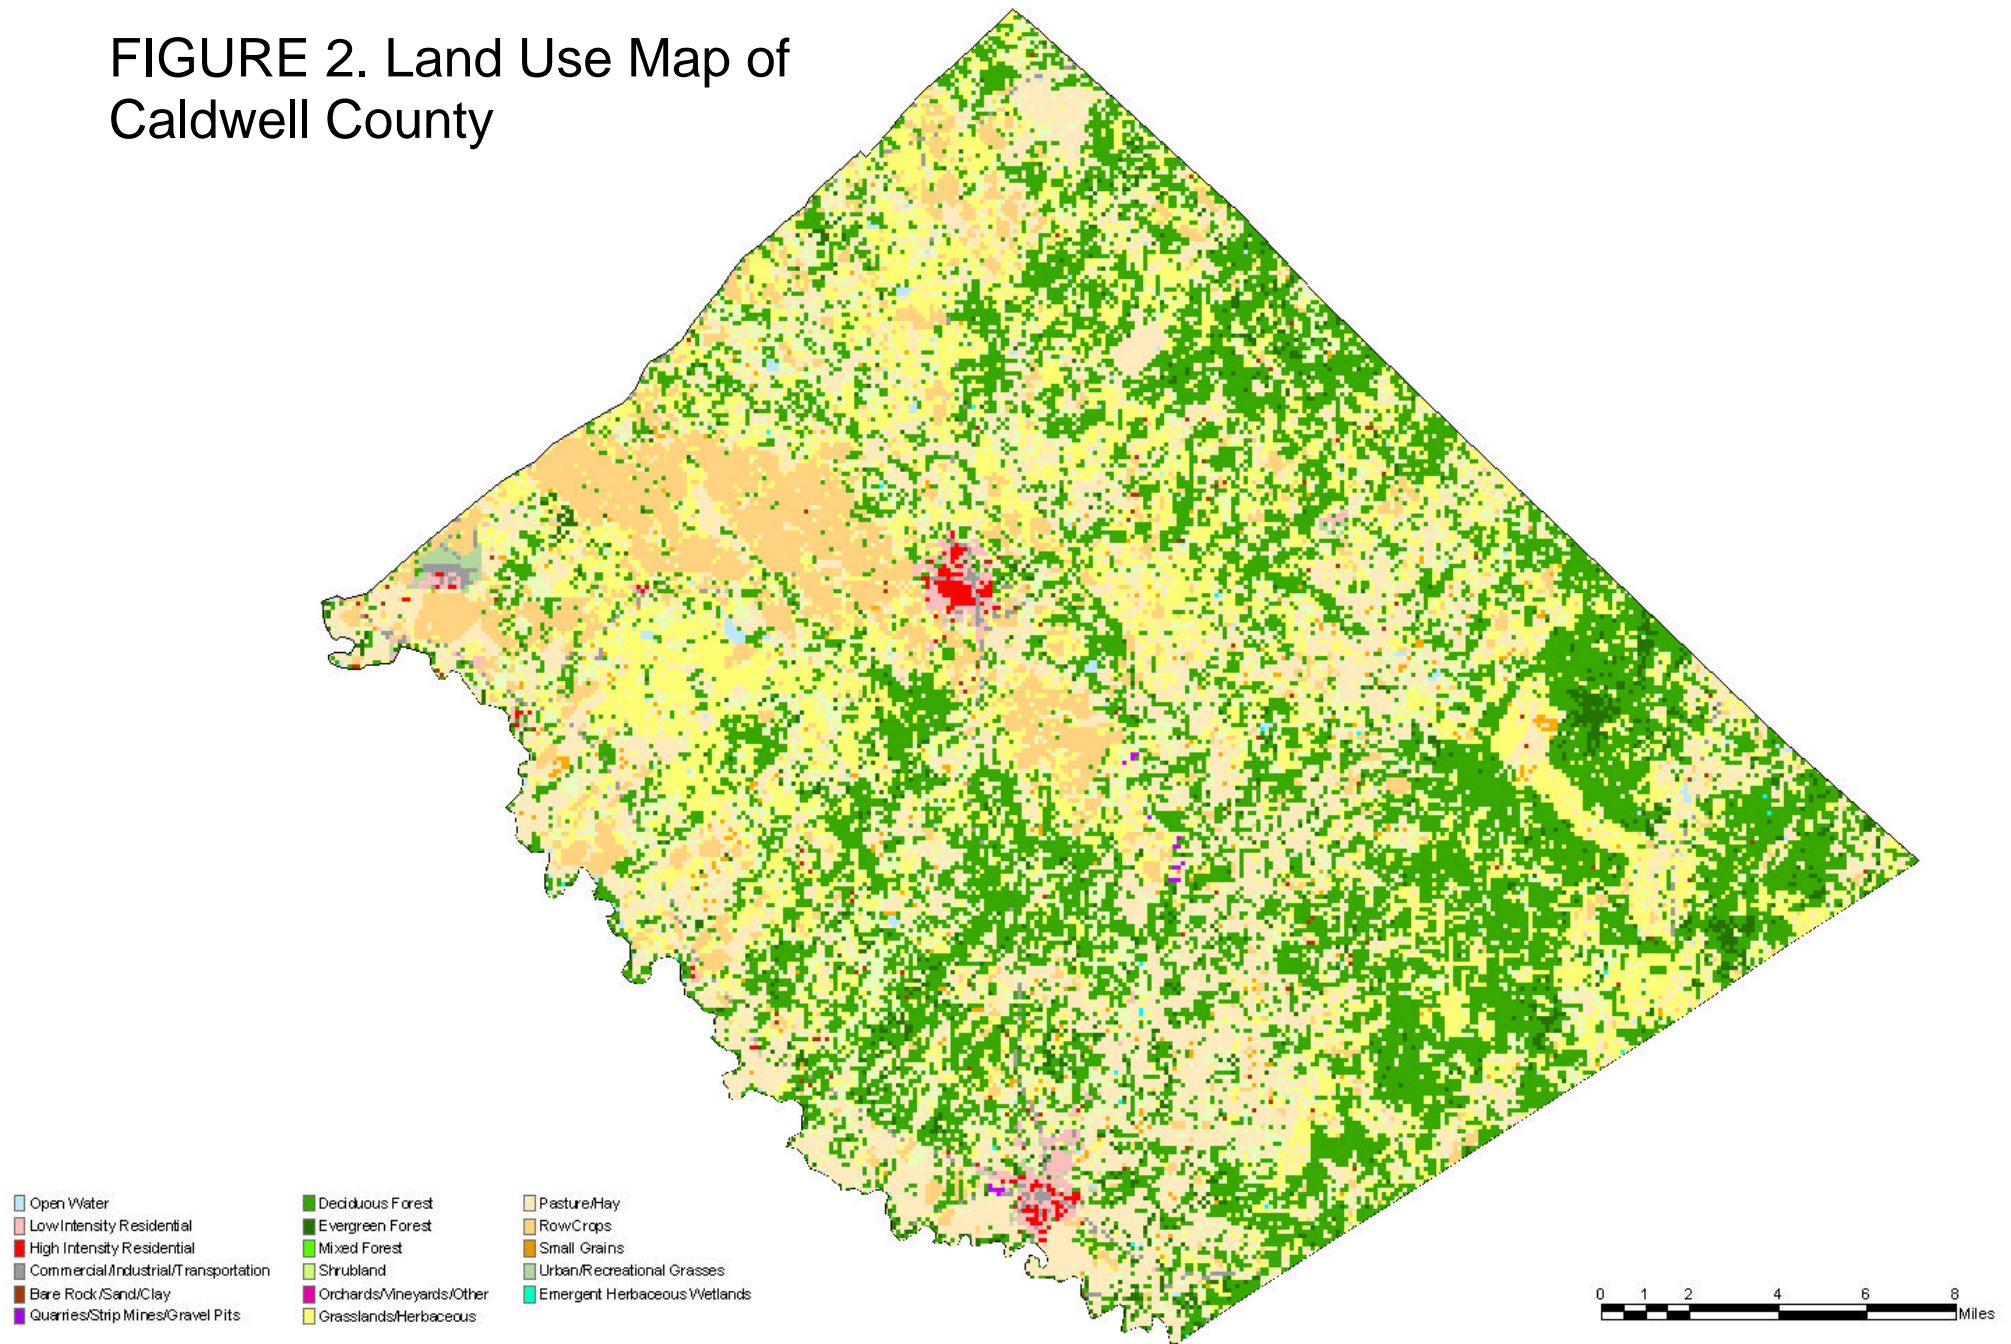 FIGURE 2. Land Use Map of
Caldwell County
Open Water
Low Intensity Residential
High Intensity Residential
Commercial/Industrial/Transportation
Bare Rock/Sand/Clay
Quarries/Strip Mines/Gravel Pits
Deciduous Forest
Evergreen Forest
Mixed Forest
Shrubland
Orchards/Vineyards/Other
Grasslands/Herbaceous
Pasture/Hay
Row Crops
Small Grains
Urban/Recreational Grasses
Emergent Herbaceous Wetlands
0 1 2 4 6 8
Miles